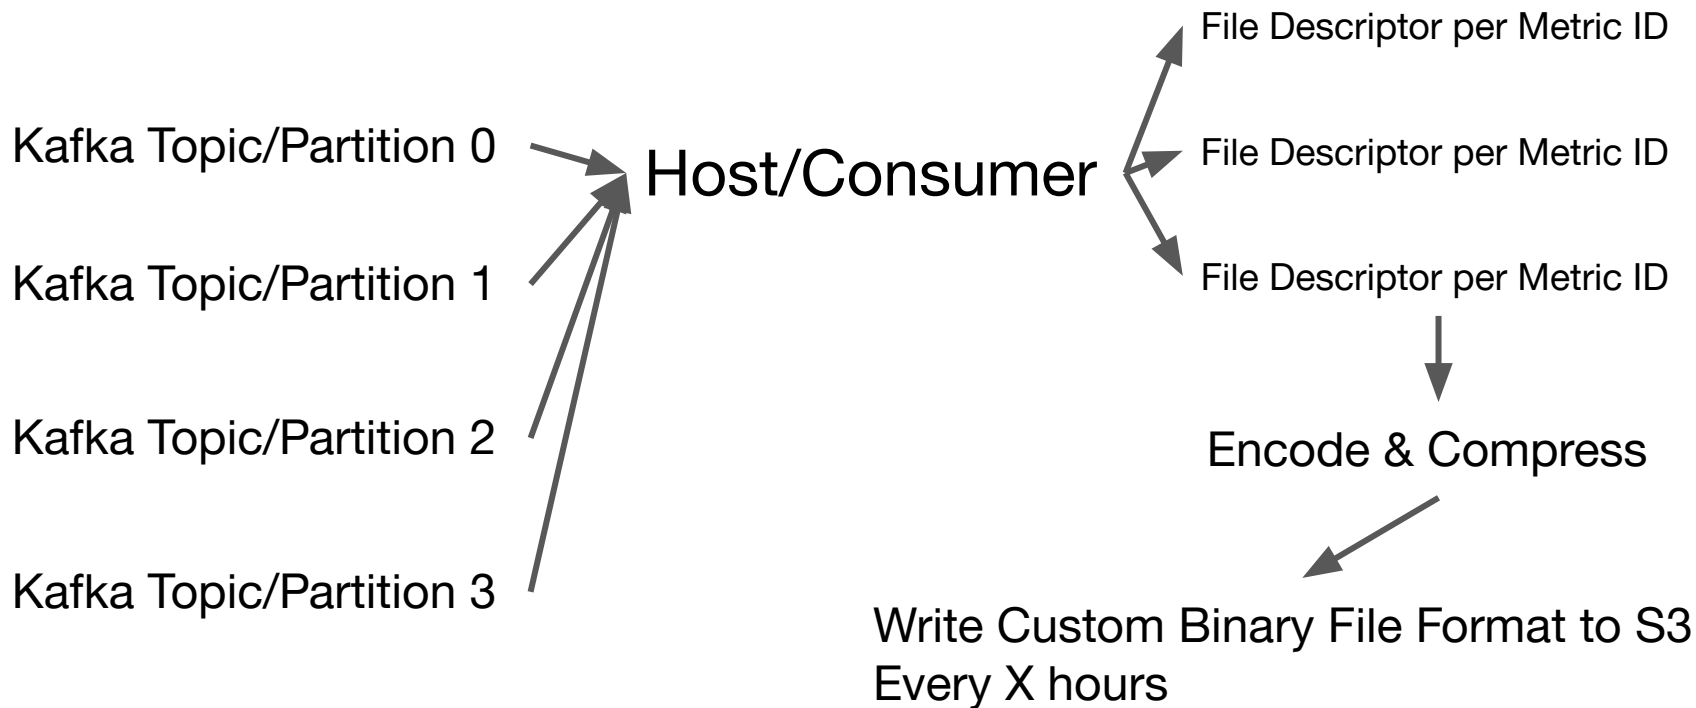 File Descriptor per Metric ID
Kafka Topic/Partition 0
Host/Consumer
File Descriptor per Metric ID
Kafka Topic/Partition 1
File Descriptor per Metric ID
Kafka Topic/Partition 2
Encode & Compress
Kafka Topic/Partition 3
Write Custom Binary File Format to S3
Every X hours